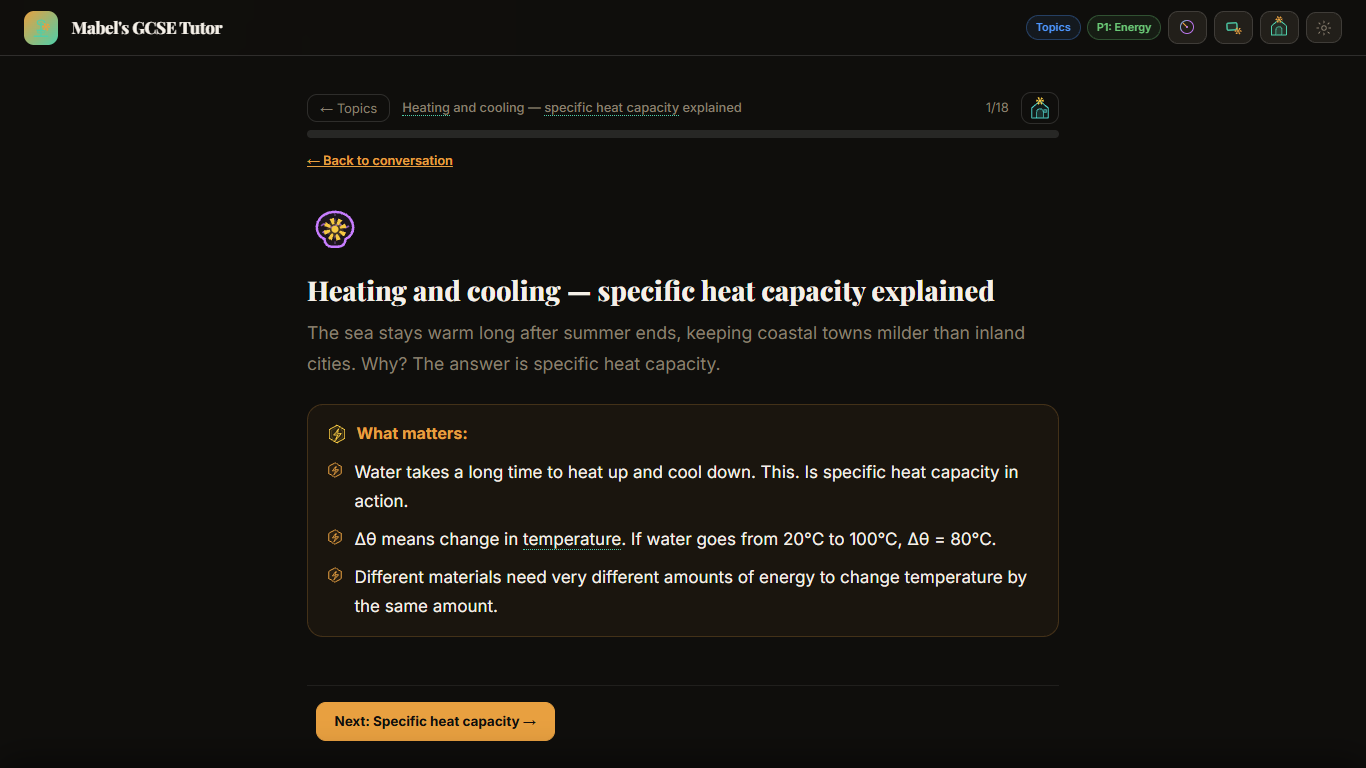 Mabel's GCSE Tutor
Topics
P1: Energy
← Topics
Heating and cooling — specific heat capacity explained
1/18
← Back to conversation
Heating and cooling — specific heat capacity explained
The sea stays warm long after summer ends, keeping coastal towns milder than inland
cities. Why? The answer is specific heat capacity.
What matters:
Water takes a long time to heat up and cool down. This. Is specific heat capacity in
action.
Δθ means change in temperature. If water goes from 20°C to 100°C, Δθ = 80°C.
Different materials need very different amounts of energy to change temperature by
the same amount.
Next: Specific heat capacity →